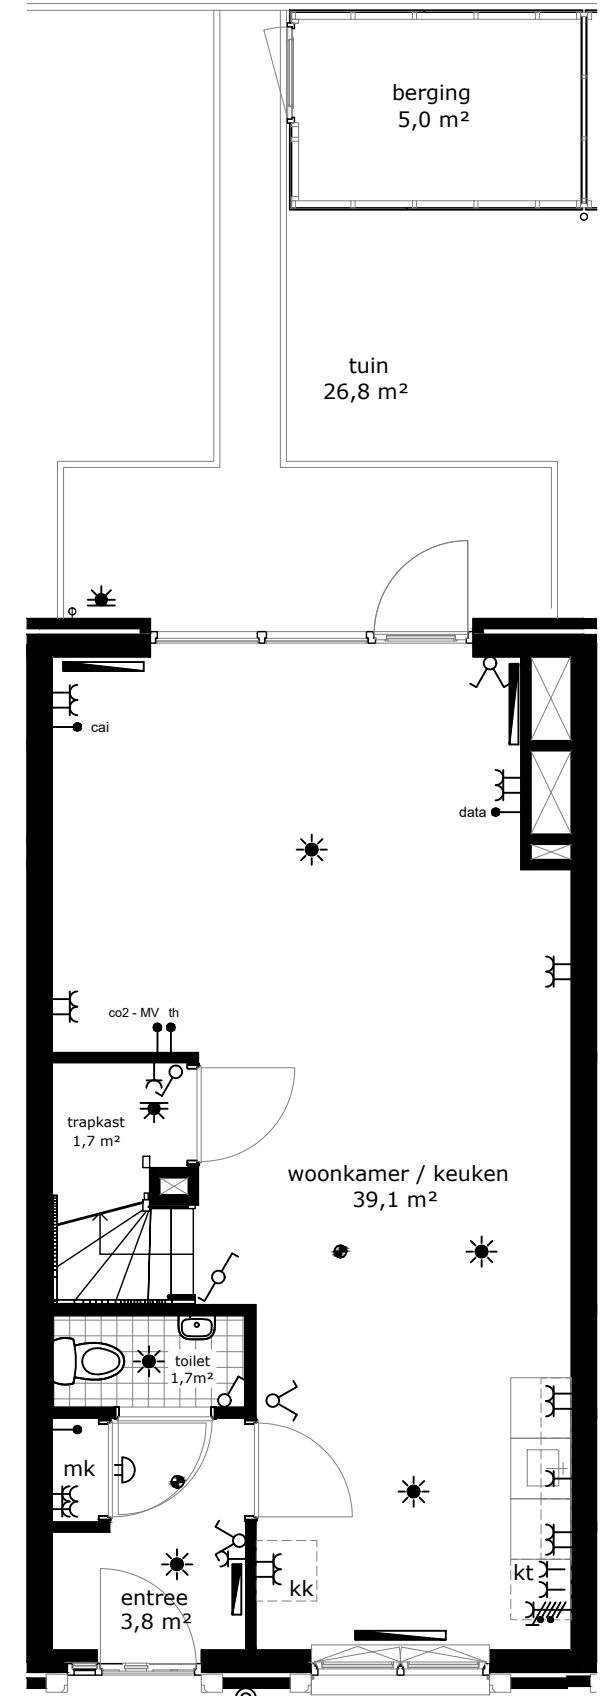 berging
5,0 m²
tuin
26,8 m²
cai
data
co2 - MV th
trapkast
1,7 m²
woonkamer / keuken
39,1 m²
toilet
1,7m²
mk
kt
kk
entree
3,8 m²